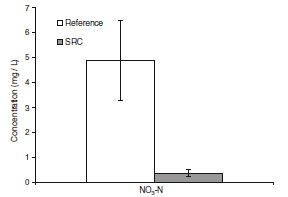 7
6
5
4
3
2
1
0
Concentration (mg / L)
Reference
SRC
NO₃-N